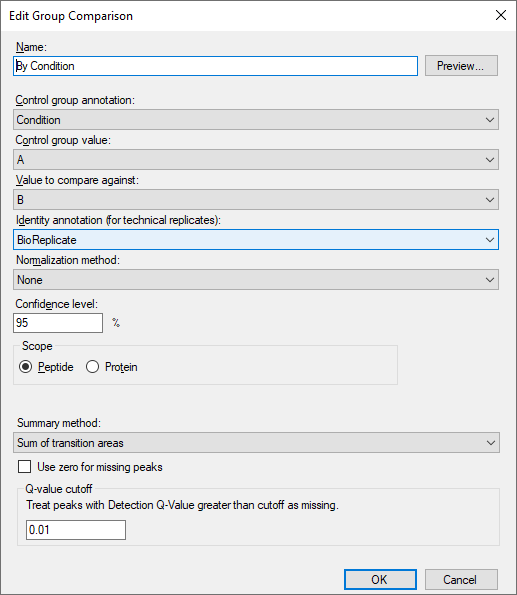 Edit Group Comparison
Name:
By Condition
Preview...
Control group annotation:
Condition
Control group value:
A
Value to compare against:
B
Identity annotation (for technical replicates):
BioReplicate
Normalization method:
None
Confidence level:
95 %
Scope
Peptide Protein
Summary method:
Sum of transition areas
Use zero for missing peaks
Q-value cutoff
Treat peaks with Detection Q-Value greater than cutoff as missing.
0.01
OK Cancel